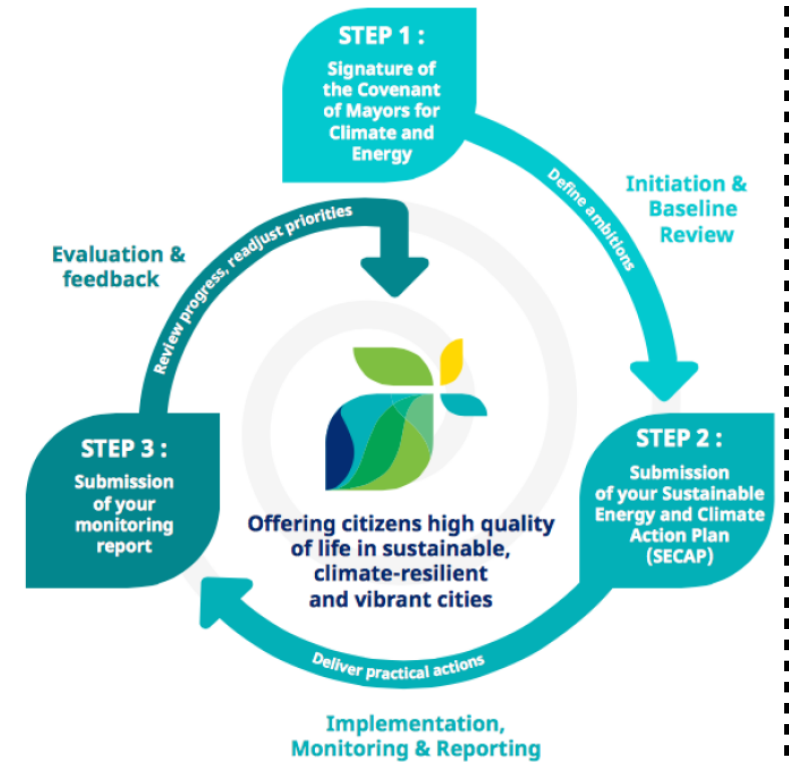 STEP 1 :
Signature of
the Covenant
of Mayors for
Climate and
Energy
Define ambitions
Initiation &
Baseline
Review
STEP 2 :
Submission
of your Sustainable
Energy and Climate
Action Plan
(SECAP)
Deliver practical actions
Implementation,
Monitoring & Reporting
STEP 3 :
Submission
of your
monitoring
report
Review progress, readjust priorities
Evaluation &
feedback
Offering citizens high quality
of life in sustainable,
climate-resilient
and vibrant cities